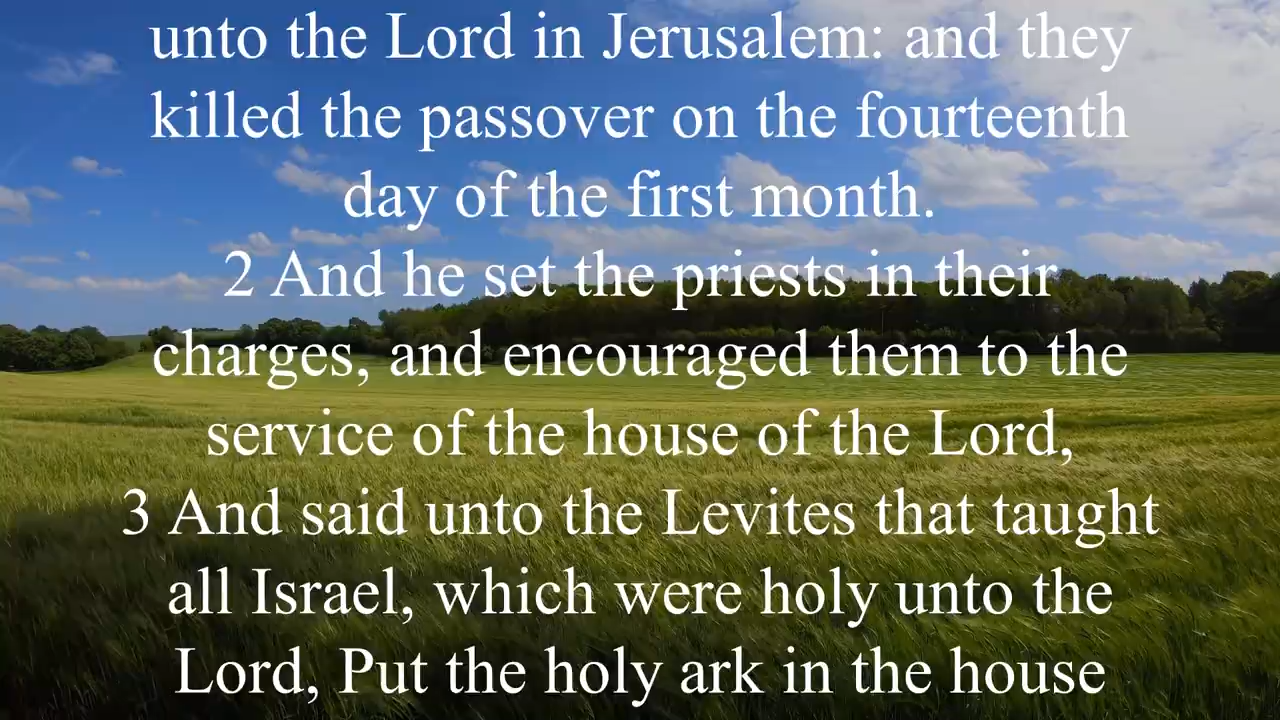 unto the Lord in Jerusalem: and they
killed the passover on the fourteenth
day of the first month.
2 And he set the priests in their
charges, and encouraged them to the
service of the house of the Lord,
3 And said unto the Levites that taught
all Israel, which were holy unto the
Lord, Put the holy ark in the house